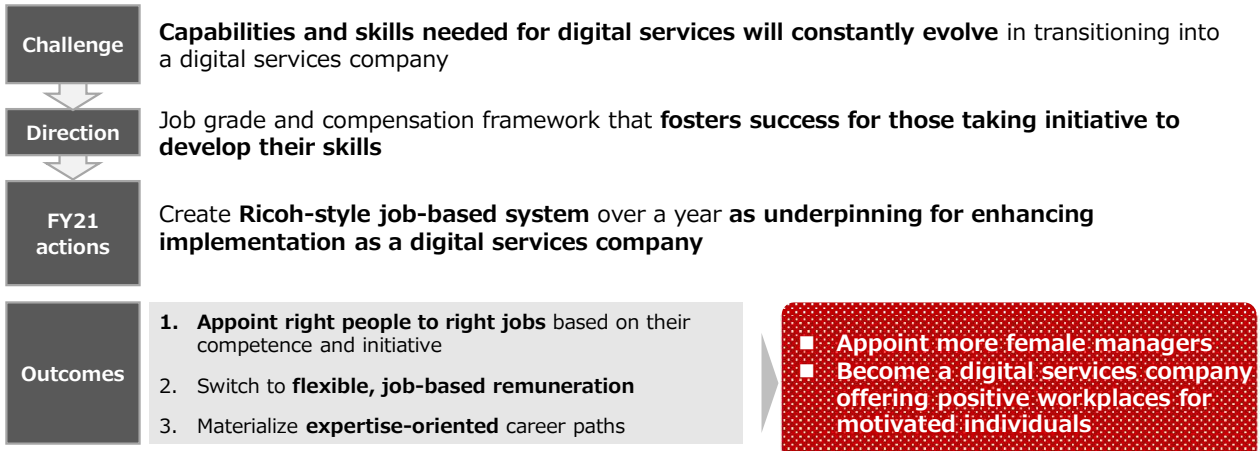 Challenge
Capabilities and skills needed for digital services will constantly evolve in transitioning into
a digital services company
Direction
Job grade and compensation framework that fosters success for those taking initiative to
develop their skills
FY21
actions
Create Ricoh-style job-based system over a year as underpinning for enhancing
implementation as a digital services company
Outcomes
1. Appoint right people to right jobs based on their
competence and initiative
2. Switch to flexible, job-based remuneration
3. Materialize expertise-oriented career paths
■ Appoint more female managers
■ Become a digital services company
offering positive workplaces for
motivated individuals